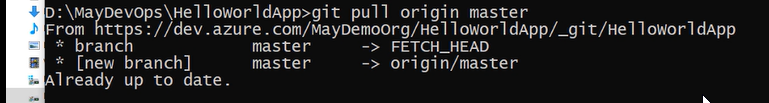 D:\MayDevOps\HelloWorldApp>git pull origin master
From https://dev.azure.com/MayDemoOrg/HelloWorldApp/_git/HelloWorldApp
 * branch            master     -> FETCH_HEAD
 * [new branch]      master     -> origin/master
Already up to date.